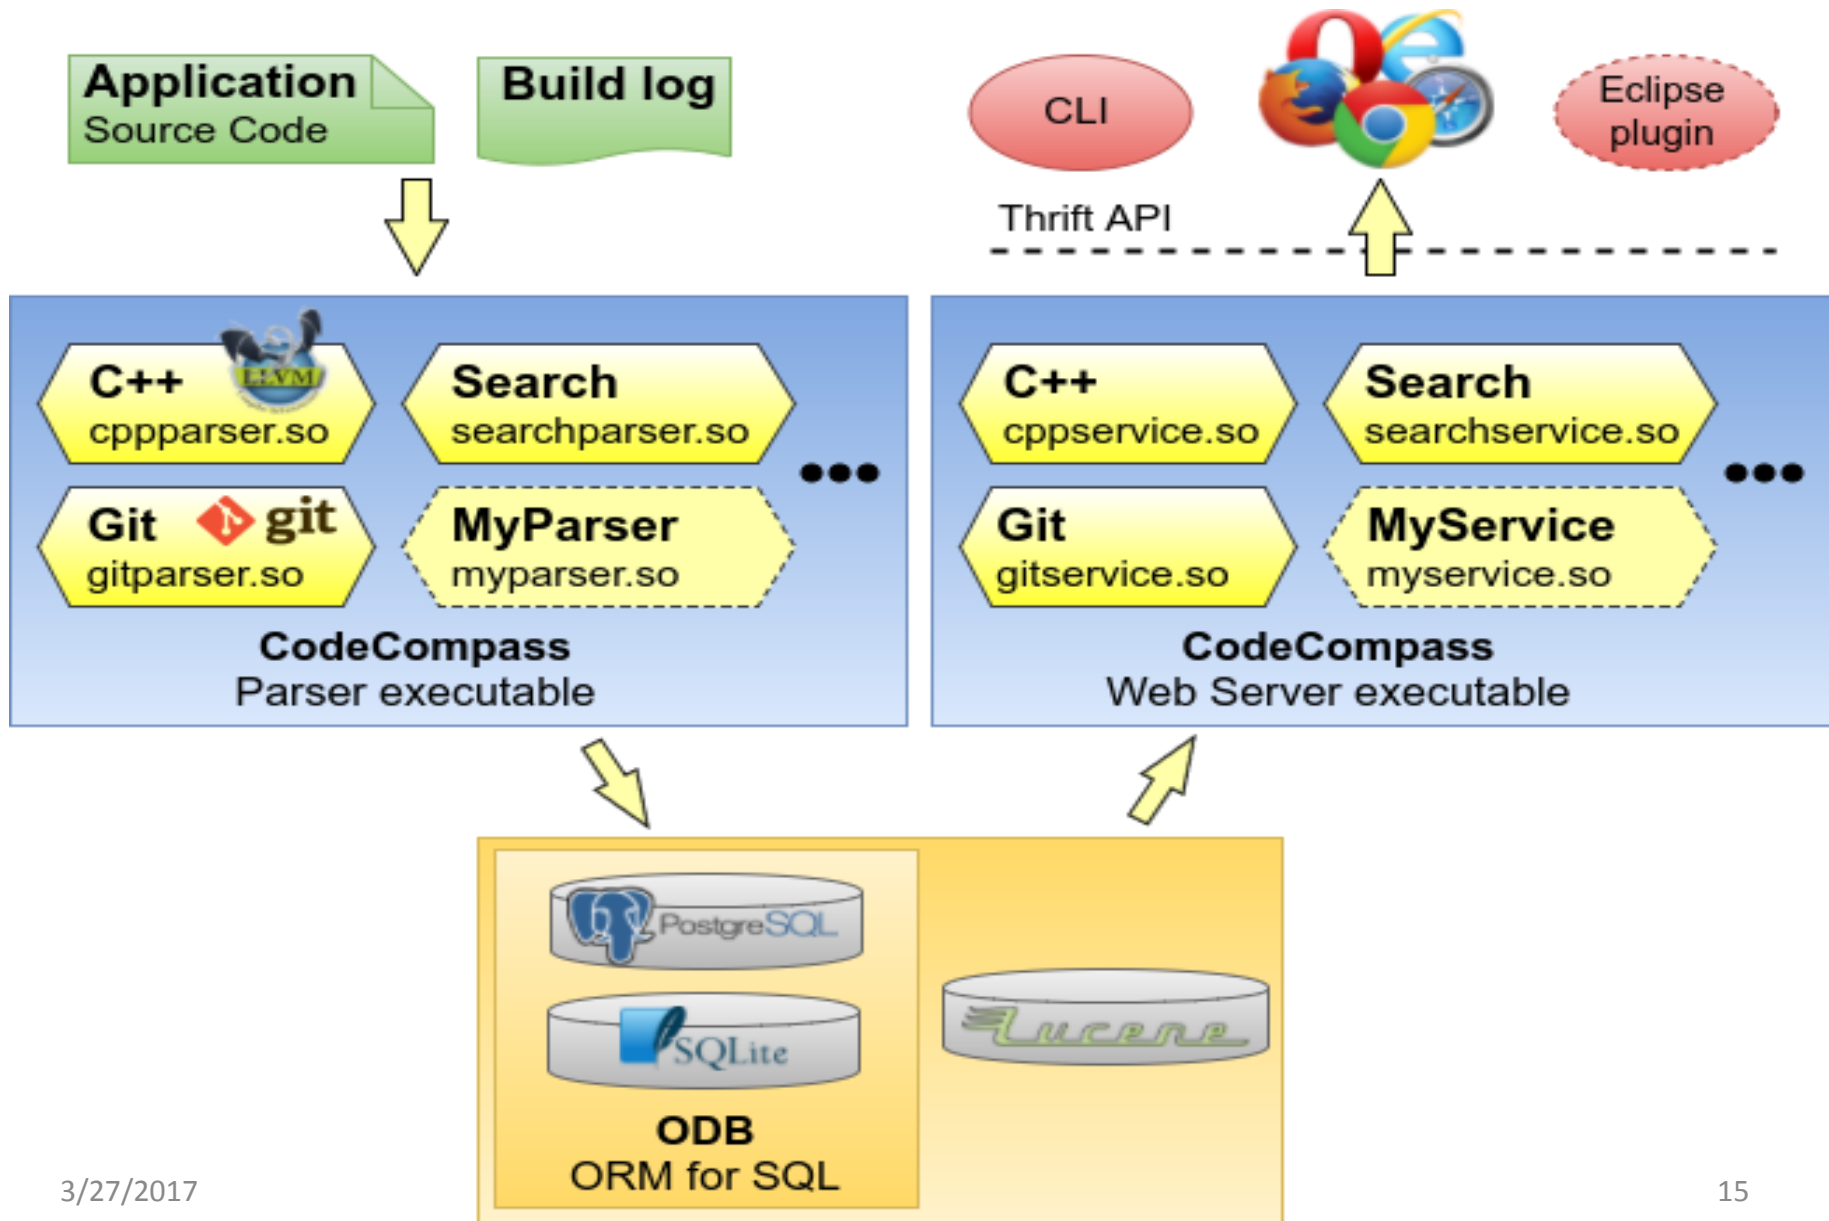 Application
Source Code
Build log
CLI
Eclipse
plugin
Thrift API
C++
LLVM
cppparser.so
Search
searchparser.so
Git
git
gitparser.so
MyParser
myparser.so
CodeCompass
Parser executable
C++
cppservice.so
Search
searchservice.so
Git
gitservice.so
MyService
myservice.so
CodeCompass
Web Server executable
PostgreSQL
SQLite
ODB
ORM for SQL
Lucene
3/27/2017
15